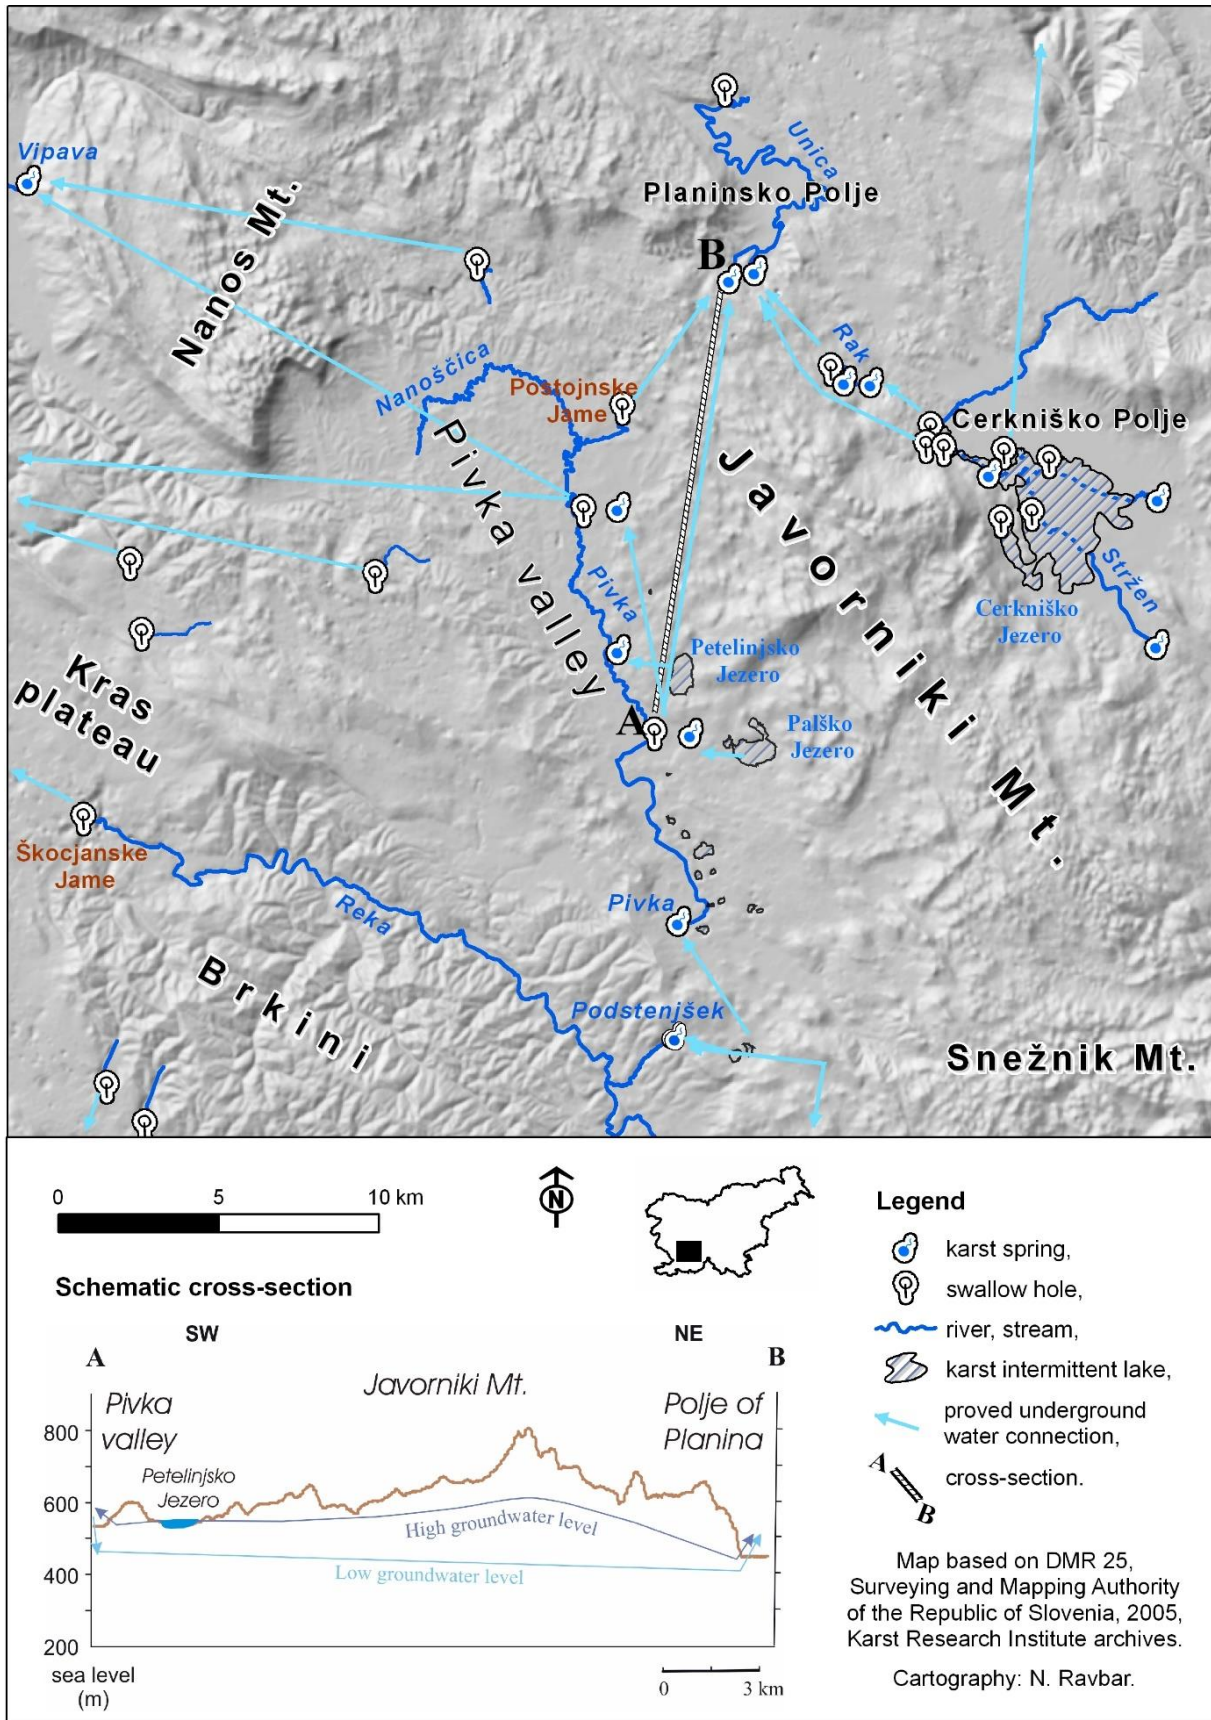 Vipava
Nanos Mt.
Unica
Planinsko Polje
B
Rak
Nanoščica
Postojnske
Jame
Cerkniško Polje
Pivka valley
Javorniki Mt.
Pivka
Stržen
Cerkniško
Jezero
Petelinjsko
Jezero
Kras
plateau
A
Palško
Jezero
Škocjanske
Jame
Reka
Pivka
Brkini
Podstenjšek
Snežnik Mt.
0 5 10 km
N
Legend
karst spring,
swallow hole,
river, stream,
karst intermittent lake,
proved underground
water connection,
A
cross-section.
B
Schematic cross-section
SW NE
A B
Javorniki Mt.
Pivka
valley
Polje of
Planina
Petelinjsko
Jezero
800
600
400
200
High groundwater level
Low groundwater level
sea level
(m)
0 3 km
Map based on DMR 25,
Surveying and Mapping Authority
of the Republic of Slovenia, 2005,
Karst Research Institute archives.
Cartography: N. Ravbar.